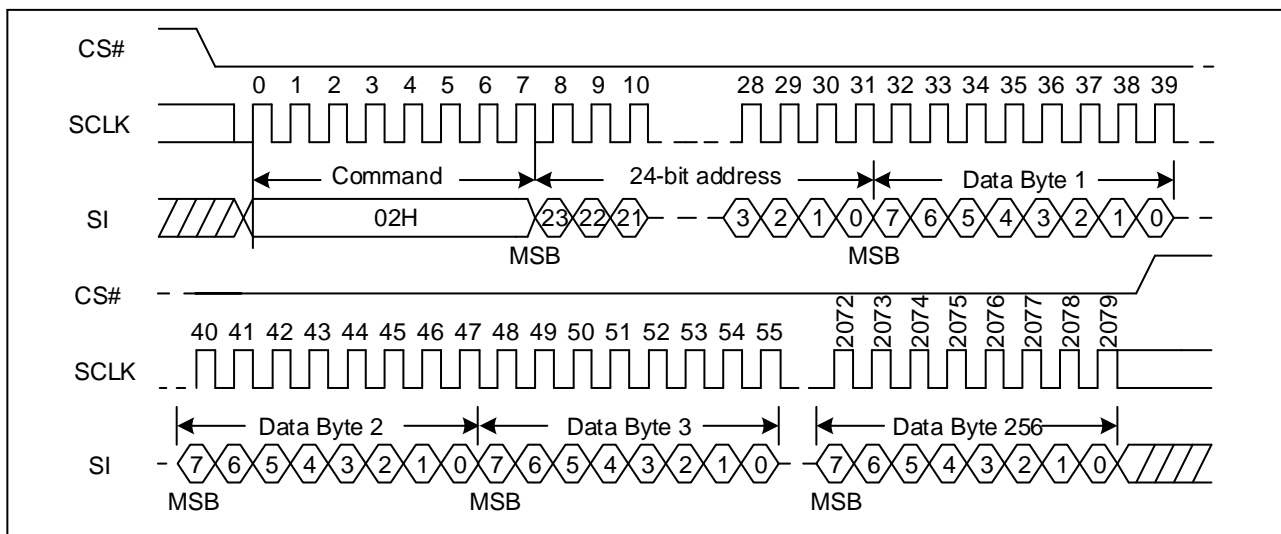 CS#
0 1 2 3 4 5 6 7 8 9 10 28 29 30 31 32 33 34 35 36 37 38 39
SCLK
Command 24-bit address Data Byte 1
SI 02H 23 22 21 3 2 1 0 7 6 5 4 3 2 1 0
MSB MSB
CS#
40 41 42 43 44 45 46 47 48 49 50 51 52 53 54 55 2072 2073 2074 2075 2076 2077 2078 2079
SCLK
Data Byte 2 Data Byte 3 Data Byte 256
SI 7 6 5 4 3 2 1 0 7 6 5 4 3 2 1 0 7 6 5 4 3 2 1 0
MSB MSB MSB